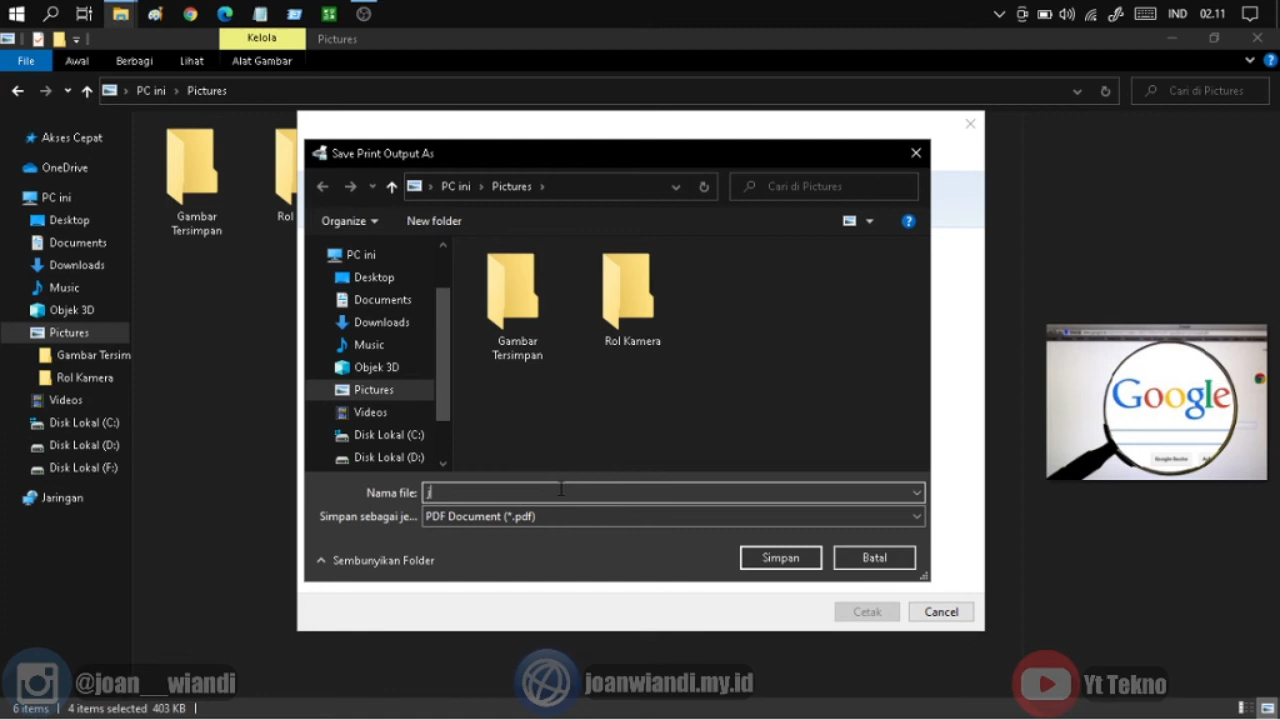 IND
02.11
Kelola
Pictures
File
Awal
Berbagi
Lihat
Alat Gambar
PC ini
Pictures
Cari di Pictures
Akses Cepat
OneDrive
PC ini
Desktop
Documents
Downloads
Music
Objek 3D
Pictures
Gambar Tersim
Rol Kamera
Videos
Disk Lokal (C:)
Disk Lokal (D:)
Disk Lokal (F:)
Jaringan
Gambar
Tersimpan
Rol
Save Print Output As
PC ini
Pictures
Cari di Pictures
Organize
New folder
PC ini
Desktop
Documents
Downloads
Music
Objek 3D
Pictures
Videos
Disk Lokal (C:)
Disk Lokal (D:)
Gambar
Tersimpan
Rol Kamera
Nama file:
Simpan sebagai je...
PDF Document (*.pdf)
Sembunyikan Folder
Simpan
Batal
Cetak
Cancel
Google
@joan__wiandi
joanwiandi.my.id
Yt Tekno
6 items
4 items selected 403 KB